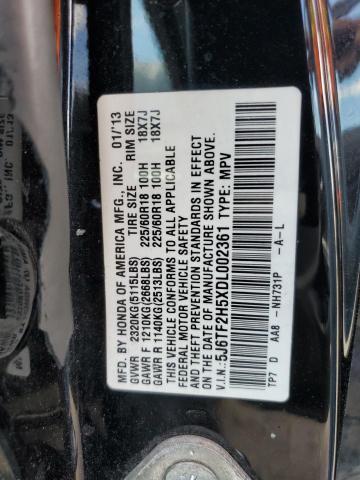 MFD. BY HONDA OF AMERICA MFG., INC. 01/'13
TIRE SIZE RIM SIZE
GVWR 2320KG(5115LBS)
GAWR F 1210KG(2668LBS) 225/60R18 100H 18X7J
GAWR R 1140KG(2513LBS) 225/60R18 100H 18X7J
THIS VEHICLE CONFORMS TO ALL APPLICABLE
FEDERAL MOTOR VEHICLE SAFETY
AND THEFT PREVENTION STANDARDS IN EFFECT
ON THE DATE OF MANUFACTURE SHOWN ABOVE.
V.I.N.: 5J6TF2H5XDL002361 TYPE: MPV
TP7 D AA8 - NH731P -A-L